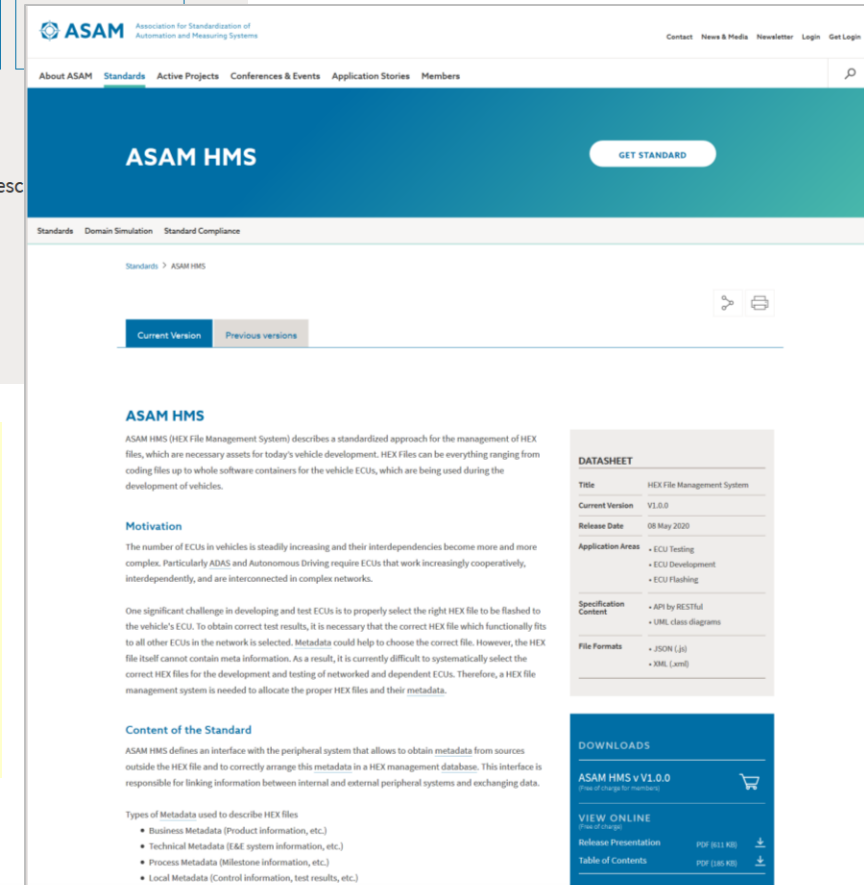 ASAM
Association for Standardization of
Automation and Measuring Systems
Contact News & Media Newsletter Login Get Login
About ASAM Standards Active Projects Conferences & Events Application Stories Members
ASAM HMS
GET STANDARD
esc
Standards Domain Simulation Standard Compliance
Standards > ASAM HMS
Current Version Previous versions
ASAM HMS
ASAM HMS (HEX File Management System) describes a standardized approach for the management of HEX
files, which are necessary assets for today's vehicle development. HEX Files can be everything ranging from
coding files up to whole software containers for the vehicle ECUs, which are being used during the
development of vehicles.
Motivation
The number of ECUs in vehicles is steadily increasing and their interdependencies become more and more
complex. Particularly ADAS and Autonomous Driving require ECUs that work increasingly cooperatively,
interdependently, and are interconnected in complex networks.
One significant challenge in developing and test ECUs is to properly select the right HEX file to be flashed to
the vehicle's ECU. To obtain correct test results, it is necessary that the correct HEX file which functionally fits
to all other ECUs in the network is selected. Metadata could help to choose the correct file. However, the HEX
file itself cannot contain meta information. As a result, it is currently difficult to systematically select the
correct HEX files for the development and testing of networked and dependent ECUs. Therefore, a HEX file
management system is needed to allocate the proper HEX files and their metadata.
Content of the Standard
ASAM HMS defines an interface with the peripheral system that allows to obtain metadata from sources
outside the HEX file and to correctly arrange this metadata in a HEX management database. This interface is
responsible for linking information between internal and external peripheral systems and exchanging data.
Types of Metadata used to describe HEX files
• Business Metadata (Product information, etc.)
• Technical Metadata (E&E system information, etc.)
• Process Metadata (Milestone information, etc.)
• Local Metadata (Control information, test results, etc.)
DATASHEET
Title HEX File Management System
Current Version V1.0.0
Release Date 08 May 2020
Application Areas • ECU Testing
• ECU Development
• ECU Flashing
Specification
Content
• API by RESTful
• UML class diagrams
File Formats • JSON (.js)
• XML (.xml)
DOWNLOADS
ASAM HMS v V1.0.0
(Free of charge for members)
VIEW ONLINE
(Free of charge)
Release Presentation PDF (611 KB)
Table of Contents PDF (185 KB)